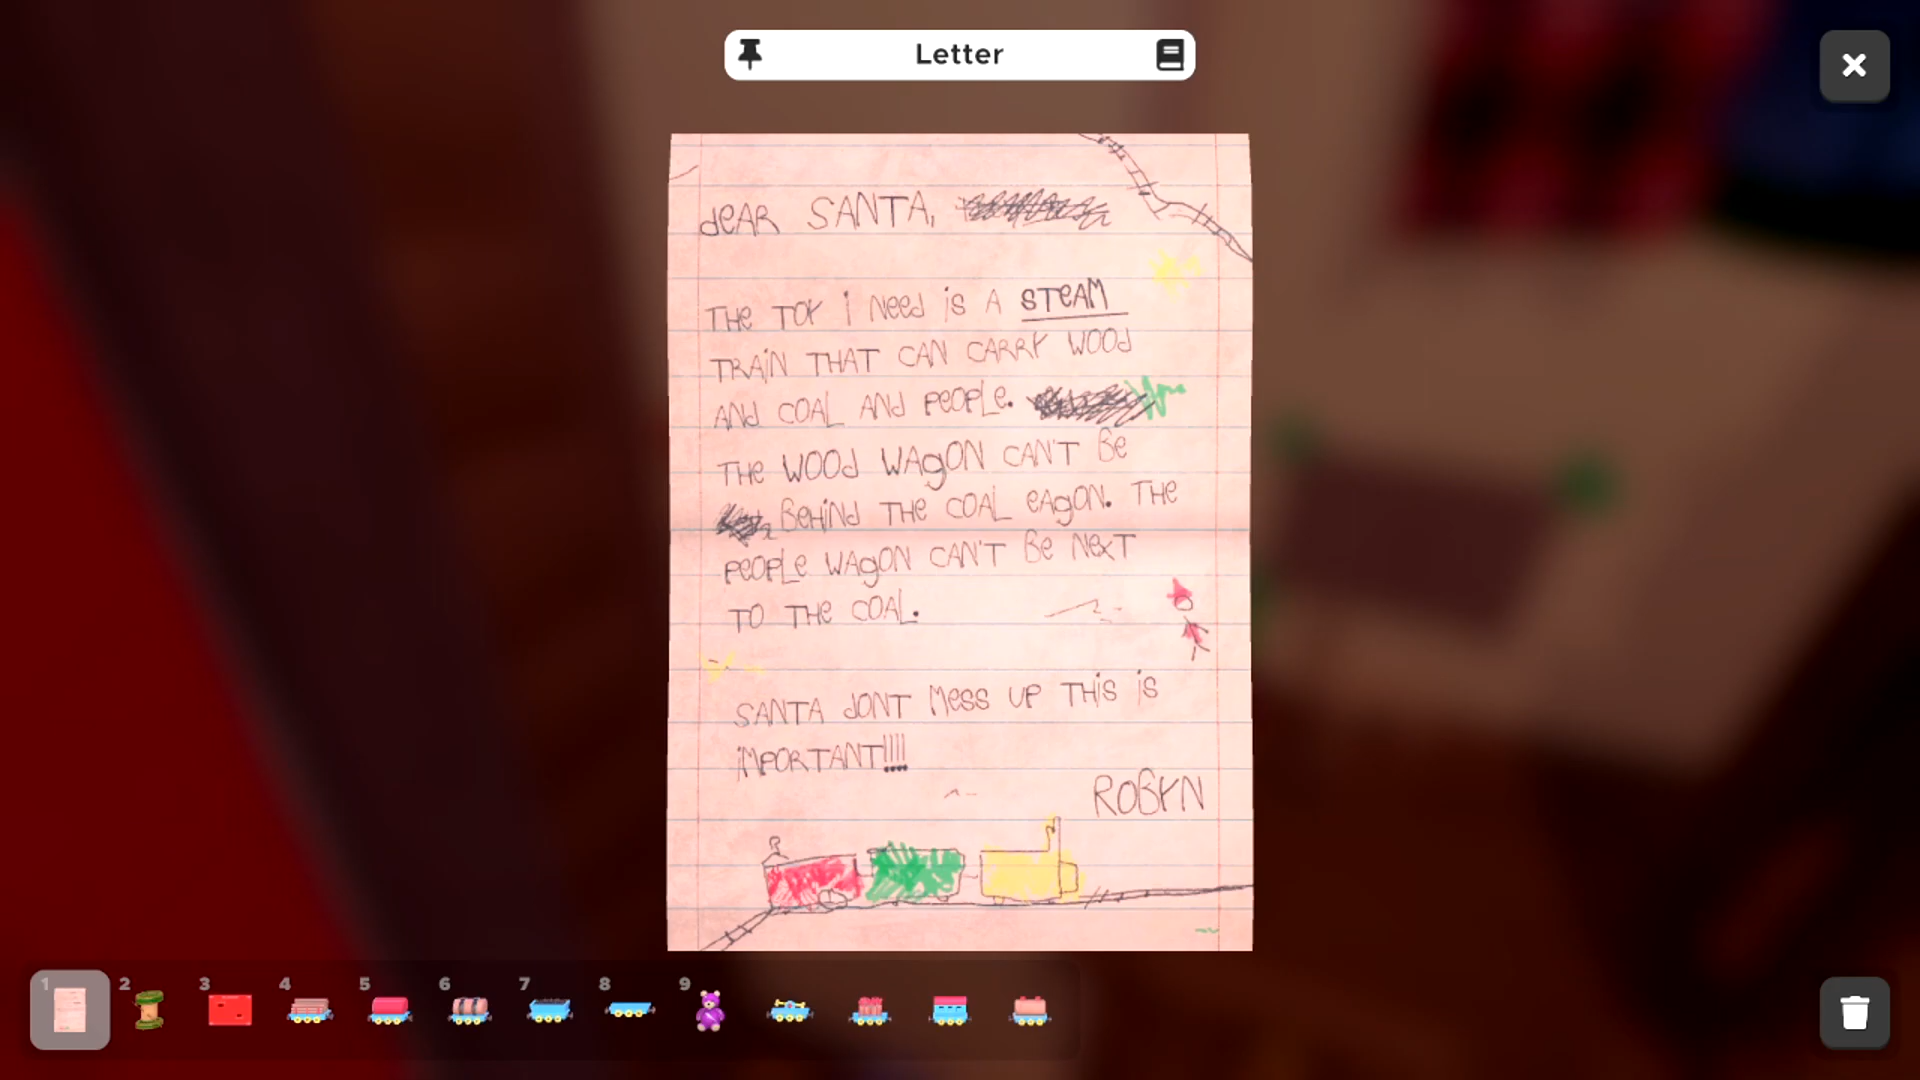 Letter
dEAR SANTA,
THE TOY i NEEd iS A STEAM
TRAiN THAT CAN CARRY WOOd
ANd COAL ANd PEOPLE.
THE WOOd WAgON CAN'T BE
BEHiNd THE COAL EAgON. THE
PEOPLE WAgON CAN'T BE NEXT
TO THE COAL.
SANTA dONT MESS UP THiS iS
iMPORTANT!!!!
ROBYN
1 2 3 4 5 6 7 8 9